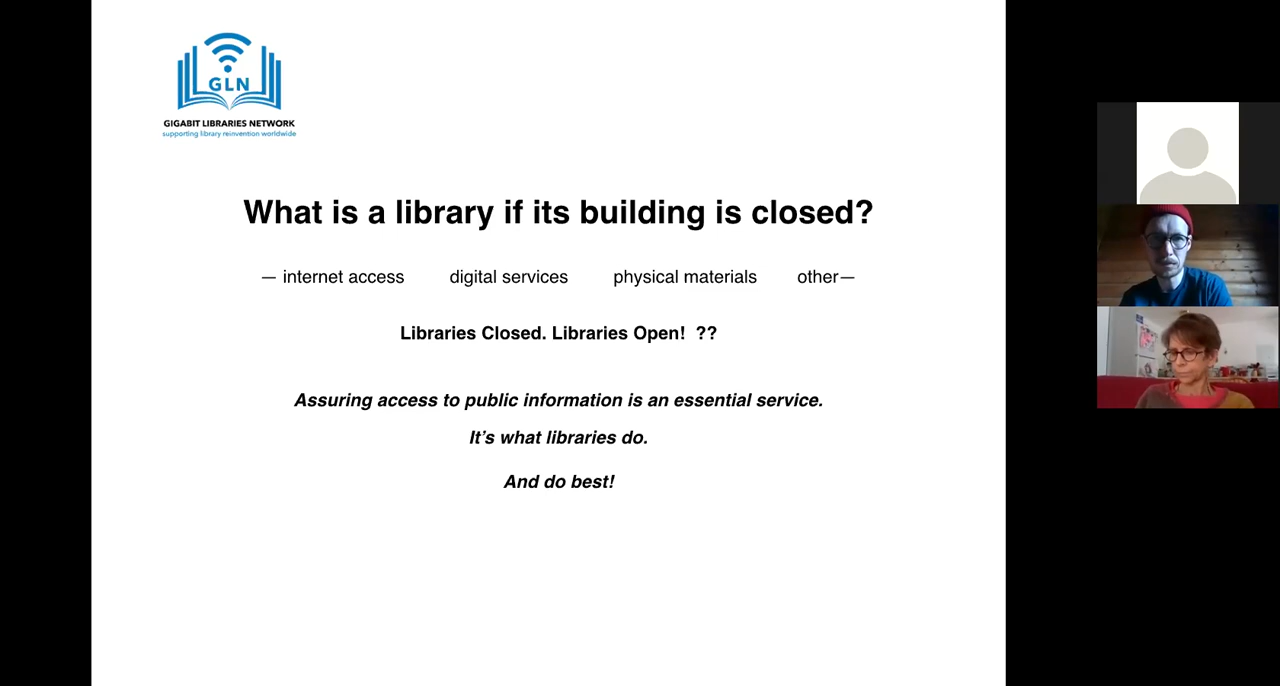 GLN
GIGABIT LIBRARIES NETWORK
supporting library reinvention worldwide
What is a library if its building is closed?
— internet access digital services physical materials other—
Libraries Closed. Libraries Open! ??
Assuring access to public information is an essential service.
It's what libraries do.
And do best!